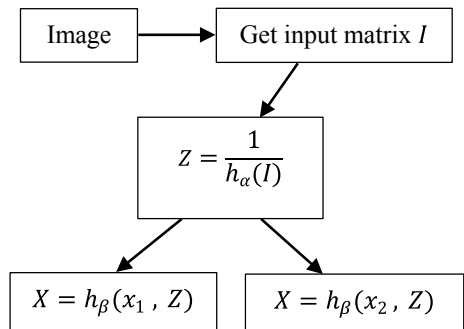 Image
Get input matrix I
Z = 1 / h_α(I)
X = h_β(x_1 , Z)
X = h_β(x_2 , Z)